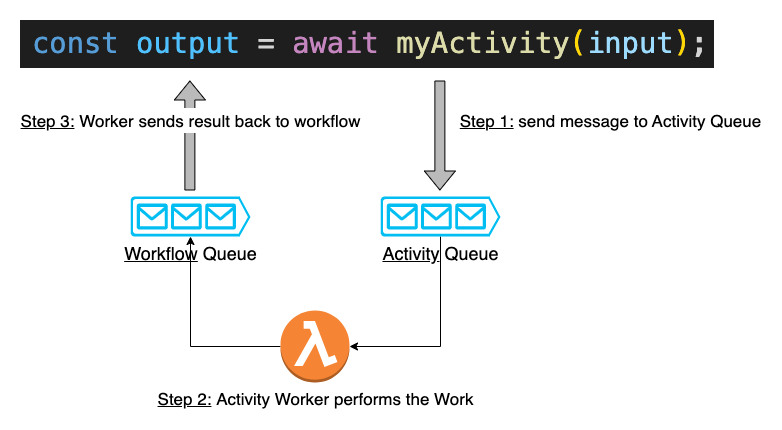 const output = await myActivity(input);
Step 3: Worker sends result back to workflow
Step 1: send message to Activity Queue
Workflow Queue
Activity Queue
λ
Step 2: Activity Worker performs the Work